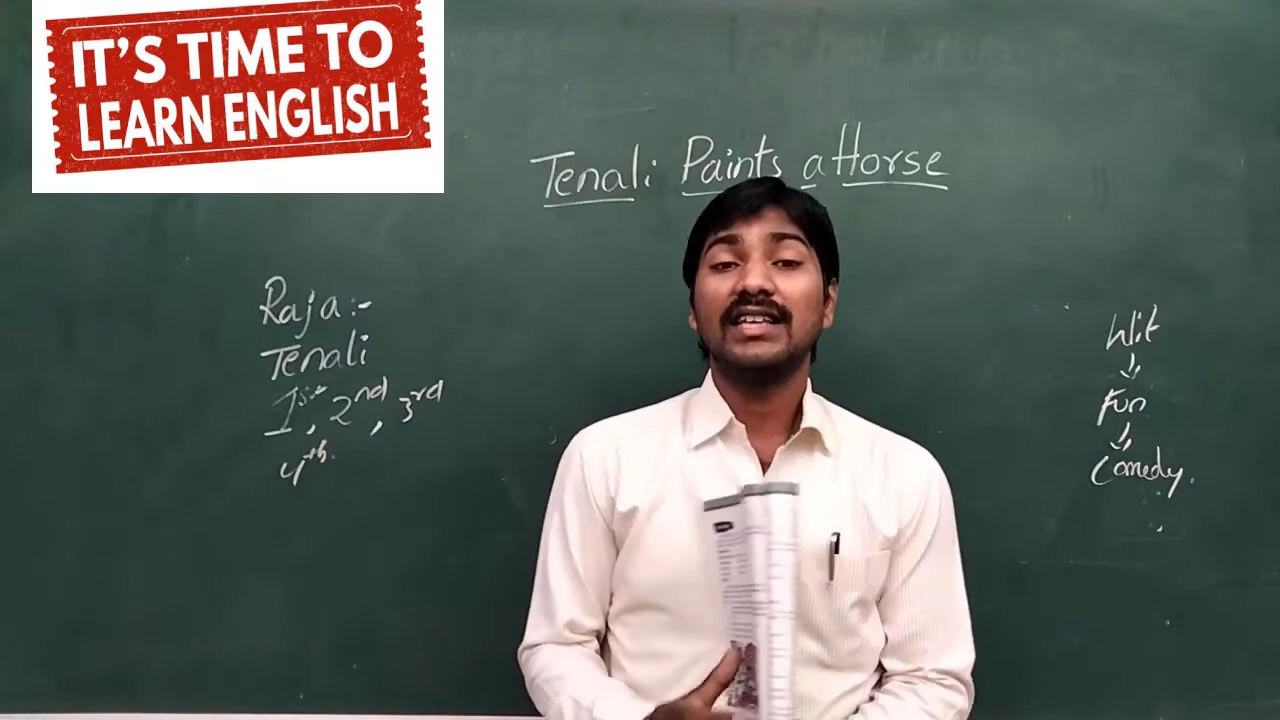 IT'S TIME TO
LEARN ENGLISH
Tenali Paints a Horse
Raja:-
Tenali
1st, 2nd, 3rd
4th.
Wit
Fun
Comedy.